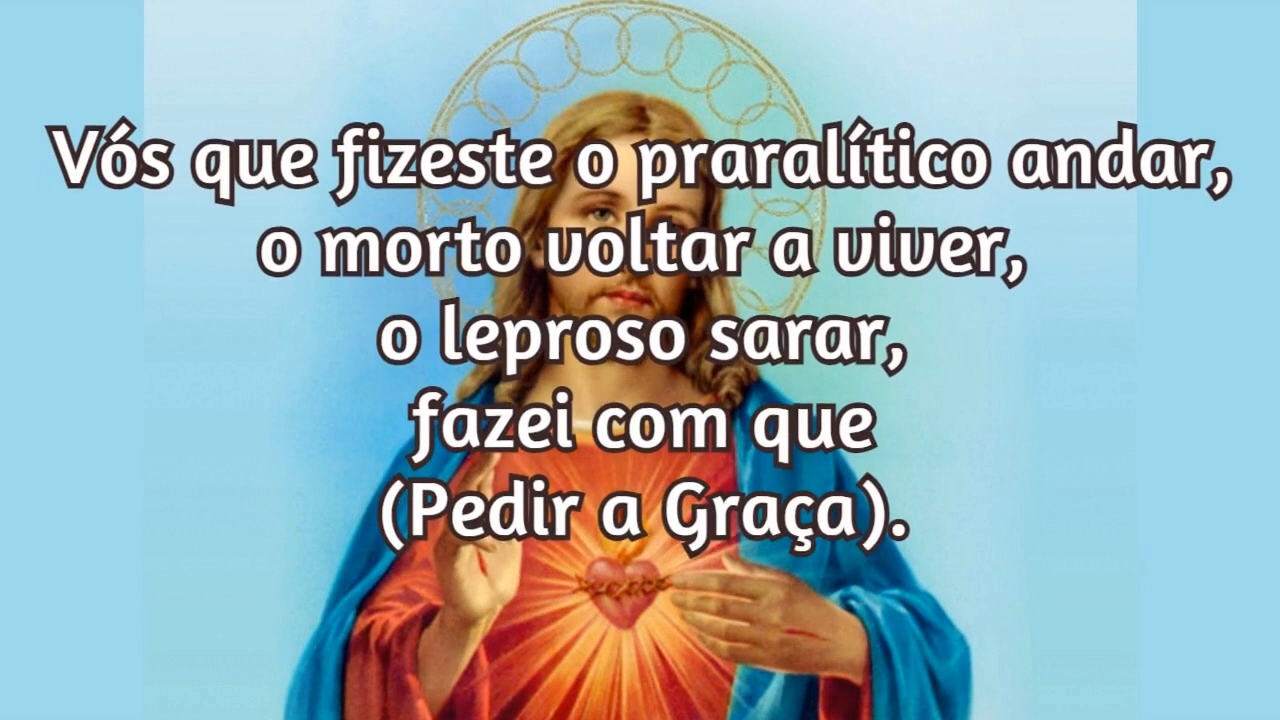 Vós que fizeste o praralítico andar,
o morto voltar a viver,
o leproso sarar,
fazei com que
(Pedir a Graça).